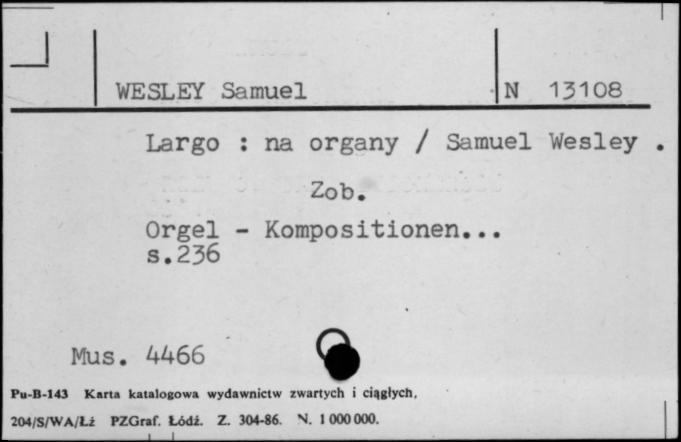 WESLEY Samuel N 13108
Largo : na organy / Samuel Wesley .
Zob.
Orgel - Kompositionen...
s.236
Mus. 4466
Pu-B-143 Karta katalogowa wydawnictw zwartych i ciągłych,
204/S/WA/Łż PZGraf. Łódź. Z. 304-86. N. 1 000 000.